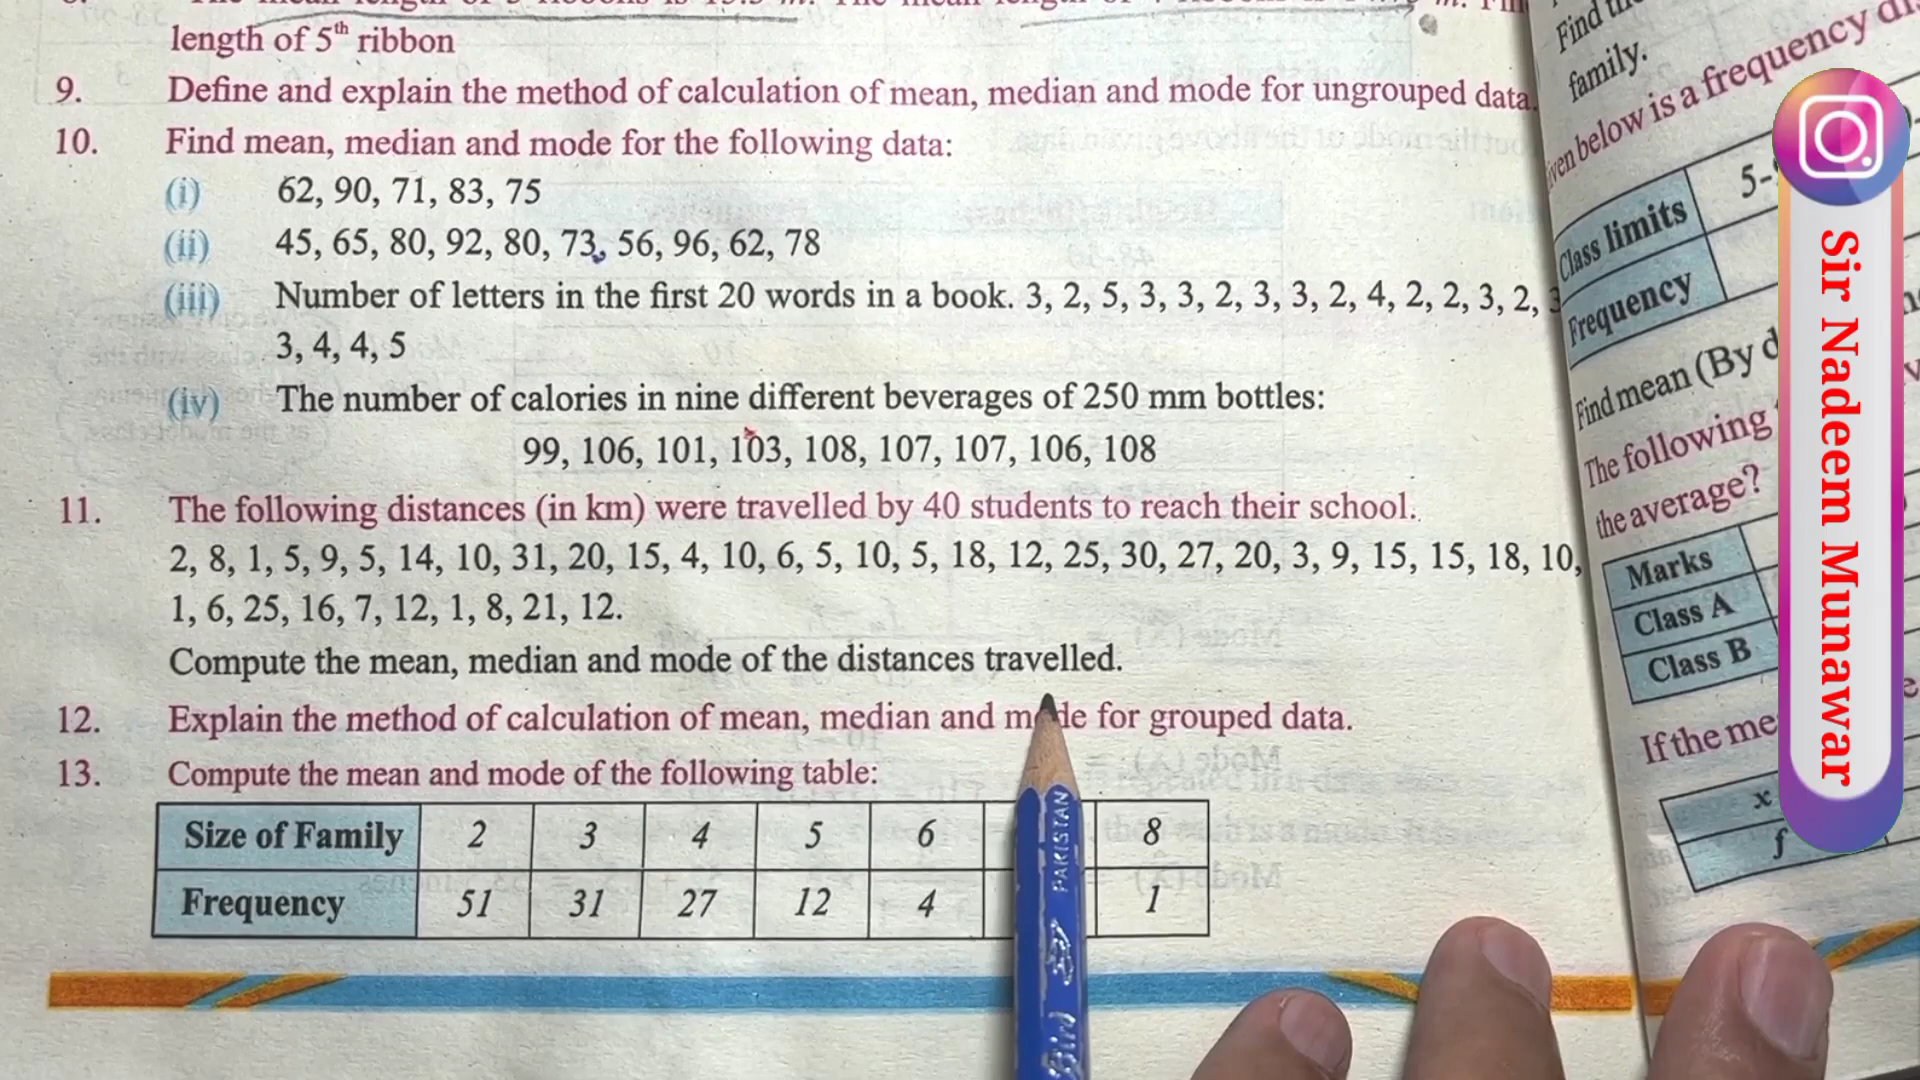 length of 5th ribbon
9. Define and explain the method of calculation of mean, median and mode for ungrouped data.
10. Find mean, median and mode for the following data:
(i) 62, 90, 71, 83, 75
(ii) 45, 65, 80, 92, 80, 73, 56, 96, 62, 78
(iii) Number of letters in the first 20 words in a book. 3, 2, 5, 3, 3, 2, 3, 3, 2, 4, 2, 2, 3, 2, 3
3, 4, 4, 5
(iv) The number of calories in nine different beverages of 250 mm bottles:
99, 106, 101, 103, 108, 107, 107, 106, 108
11. The following distances (in km) were travelled by 40 students to reach their school.
2, 8, 1, 5, 9, 5, 14, 10, 31, 20, 15, 4, 10, 6, 5, 10, 5, 18, 12, 25, 30, 27, 20, 3, 9, 15, 15, 18, 10,
1, 6, 25, 16, 7, 12, 1, 8, 21, 12.
Compute the mean, median and mode of the distances travelled.
12. Explain the method of calculation of mean, median and mode for grouped data.
13. Compute the mean and mode of the following table:
Size of Family 2 3 4 5 6 8
Frequency 51 31 27 12 4 1
PAKISTAN
Find
family.
below is a frequency
Class limits 5-
Frequency
Find mean (By
The following
the average?
Marks
Class A
Class B
If the
x
f
Sir Nadeem Munawar